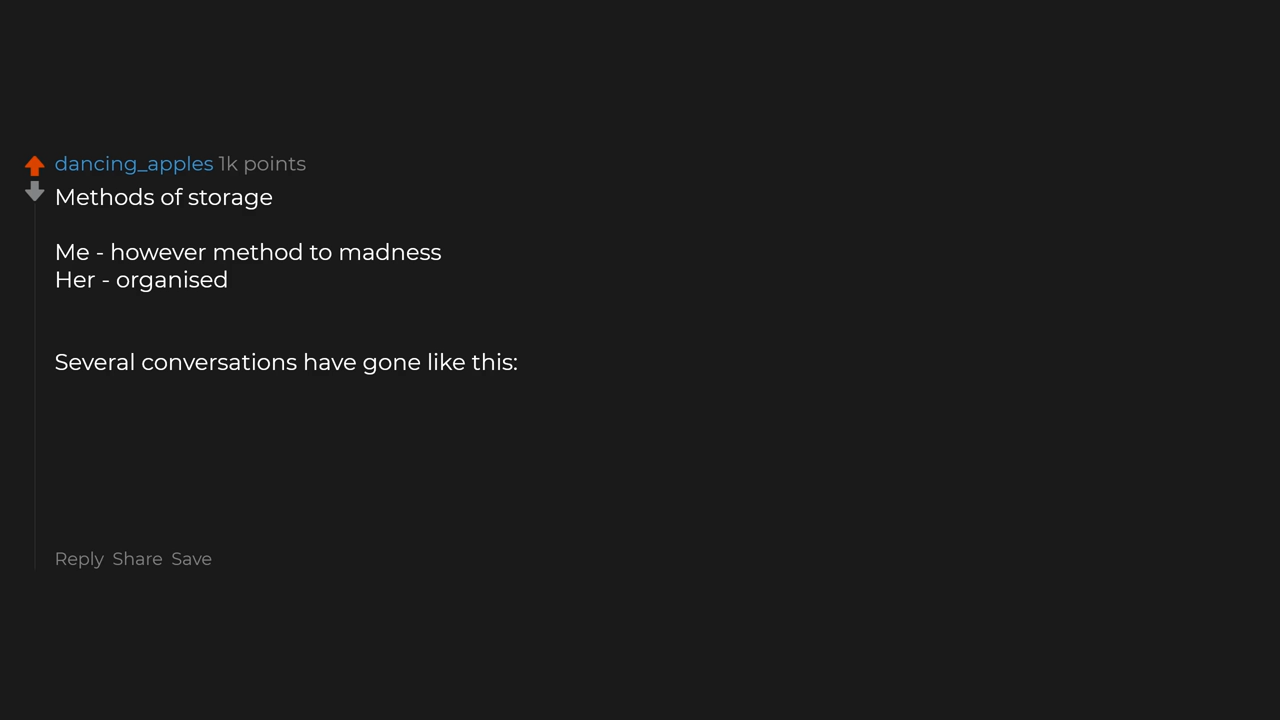 dancing_apples 1k points
Methods of storage
Me - however method to madness
Her - organised
Several conversations have gone like this:
Reply Share Save